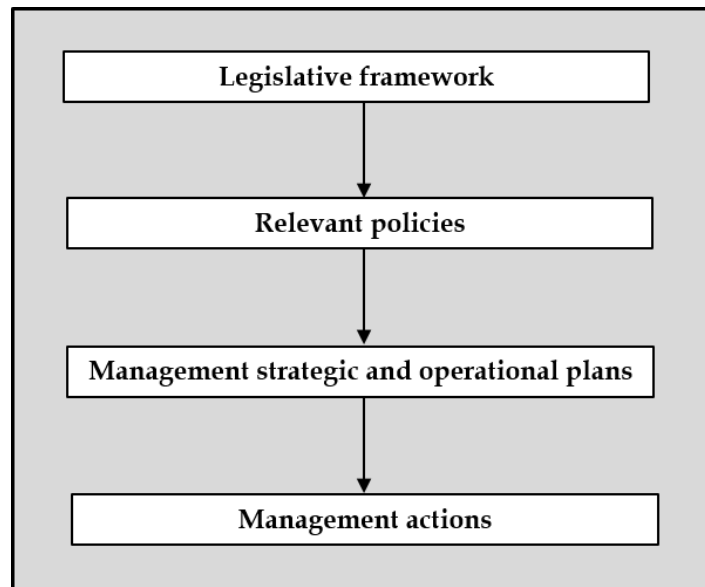 Legislative framework
Relevant policies
Management strategic and operational plans
Management actions